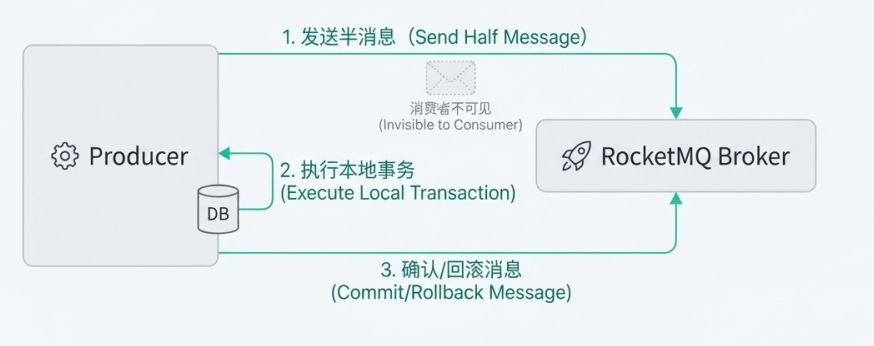 1. 发送半消息（Send Half Message）
消费者不可见
(Invisible to Consumer)
Producer
RocketMQ Broker
2. 执行本地事务
(Execute Local Transaction)
DB
3. 确认/回滚消息
(Commit/Rollback Message)